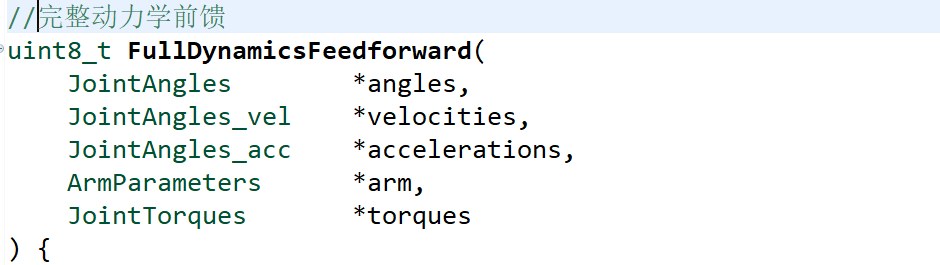 //完整动力学前馈
uint8_t FullDynamicsFeedforward(
    JointAngles        *angles,
    JointAngles_vel    *velocities,
    JointAngles_acc    *accelerations,
    ArmParameters      *arm,
    JointTorques       *torques
) {